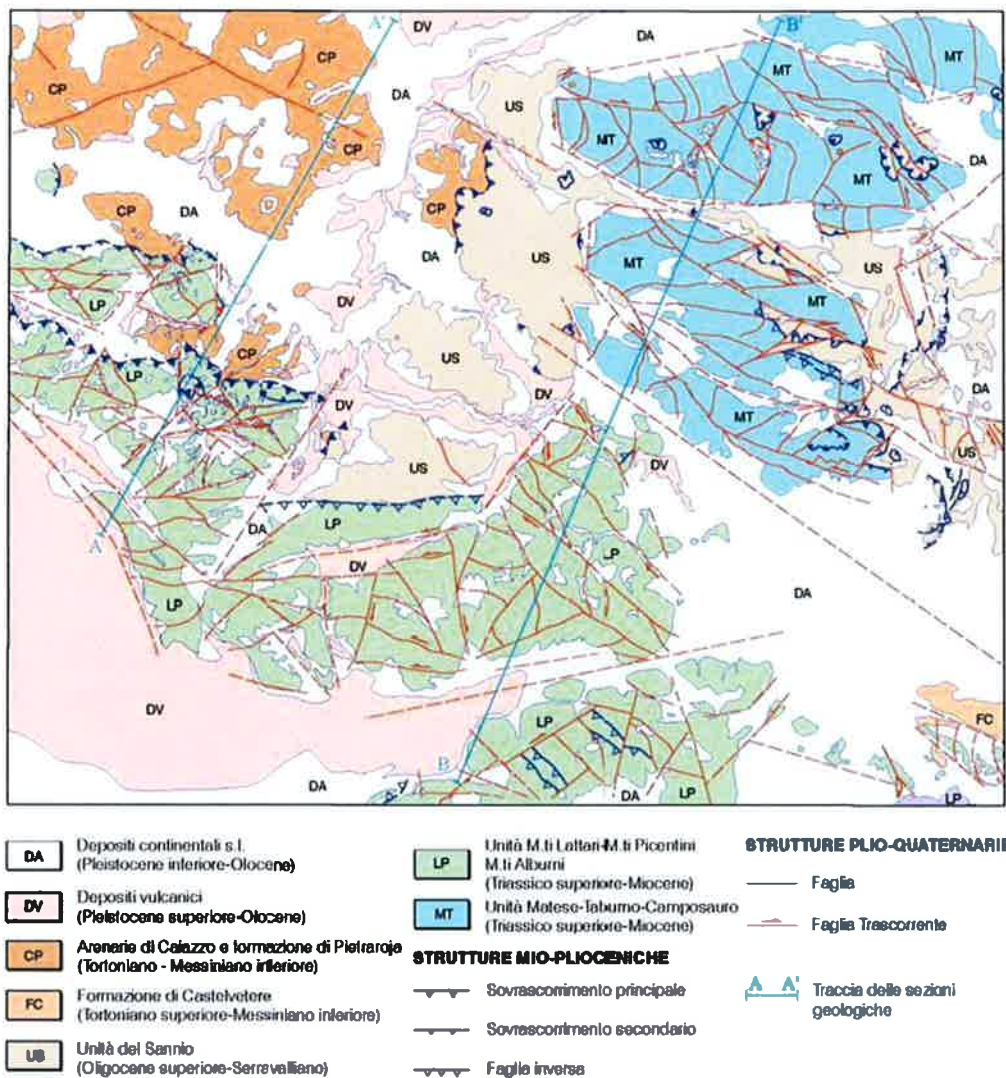 A'
DV
DA
B'
MT
MT
CP
CP
CP
DA
US
MT
MT
DA
CP
CP
CP
DA
US
MT
US
DA
LP
DV
MT
US
CP
LP
DV
DV
DA
MT
US
US
DV
A
DA
LP
LP
DV
LP
DA
DV
FC
LP
B
DA
DA
LP
LP
DA Depositi continentali s.l.
(Pleistocene inferiore-Olocene)
DV Depositi vulcanici
(Pleistocene superiore-Olocene)
CP Arenarie di Caiazzo e formazione di Pietraroja
(Tortoniano - Messiniano inferiore)
FC Formazione di Castelvetere
(Tortoniano superiore-Messiniano inferiore)
US Unità del Sannio
(Oligocene superiore-Serravalliano)
LP Unità M.ti Lattari-M.ti Picentini
M.ti Alburni
(Triassico superiore-Miocene)
MT Unità Matese-Taburno-Camposauro
(Triassico superiore-Miocene)
STRUTTURE MIO-PLIOCENICHE
Sovrascorrimento principale
Sovrascorrimento secondario
Faglia inversa
STRUTTURE PLIO-QUATERNARII
Faglia
Faglia Trascorrente
A A' Traccia delle sezioni
geologiche